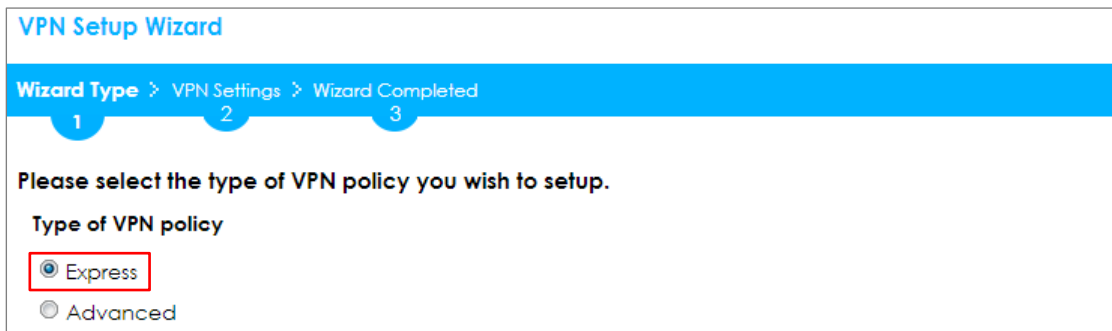 VPN Setup Wizard
Wizard Type > VPN Settings > Wizard Completed
1 2 3
Please select the type of VPN policy you wish to setup.
Type of VPN policy
Express
Advanced